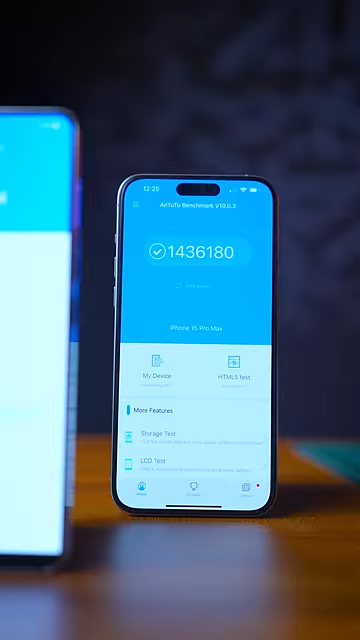 12:25
AnTuTu Benchmark V10.0.3
1436180
iPhone 15 Pro Max
My Device
HTML5 test
More Features
Storage Test
LCD Test